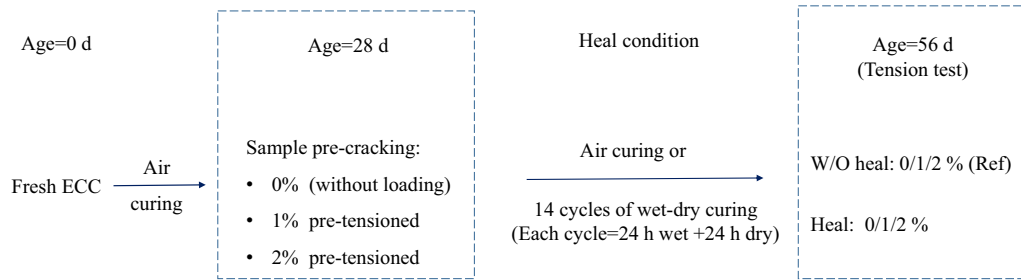 Age=0 d
Age=28 d
Heal condition
Age=56 d
(Tension test)
Fresh ECC
Air
curing
Sample pre-cracking:
• 0% (without loading)
• 1% pre-tensioned
• 2% pre-tensioned
Air curing or
14 cycles of wet-dry curing
(Each cycle=24 h wet +24 h dry)
W/O heal: 0/1/2 % (Ref)
Heal: 0/1/2 %